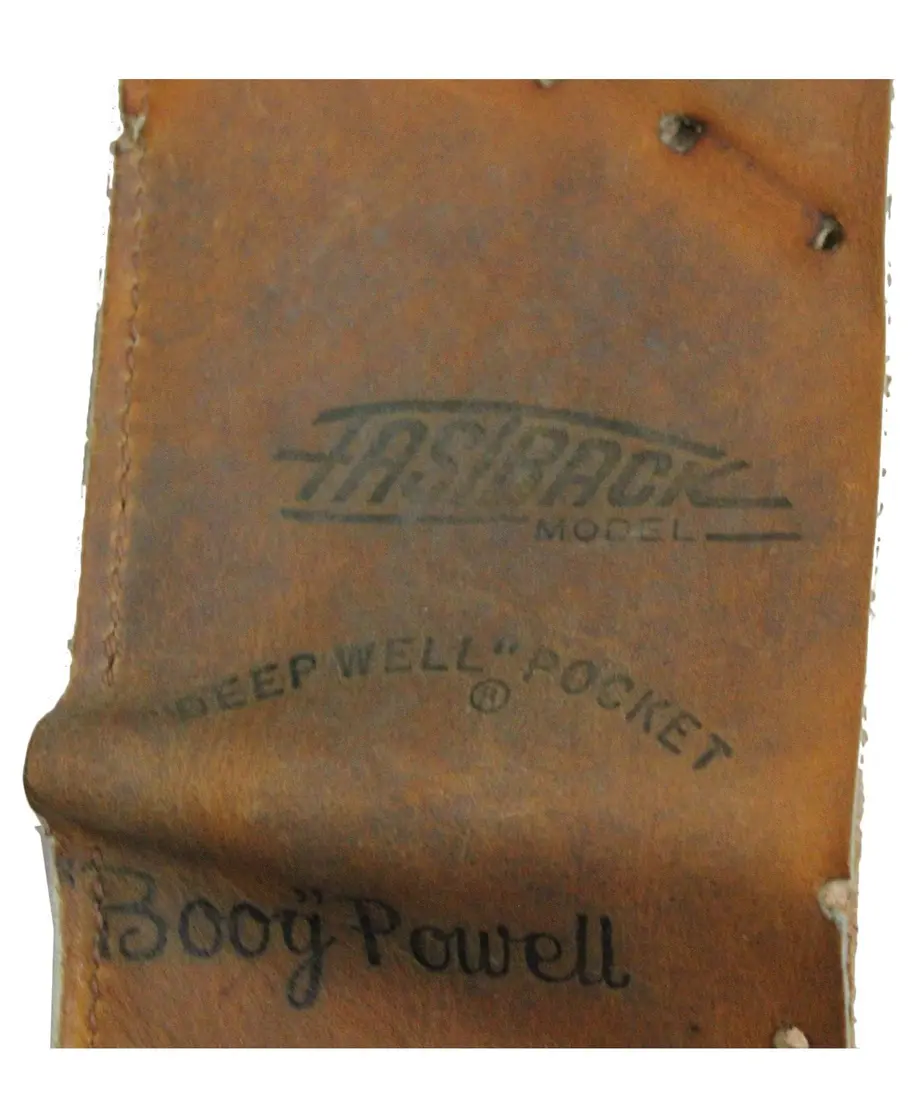 FASTBACK
MODEL
"DEEP WELL" POCKET
®
"Boog" Powell